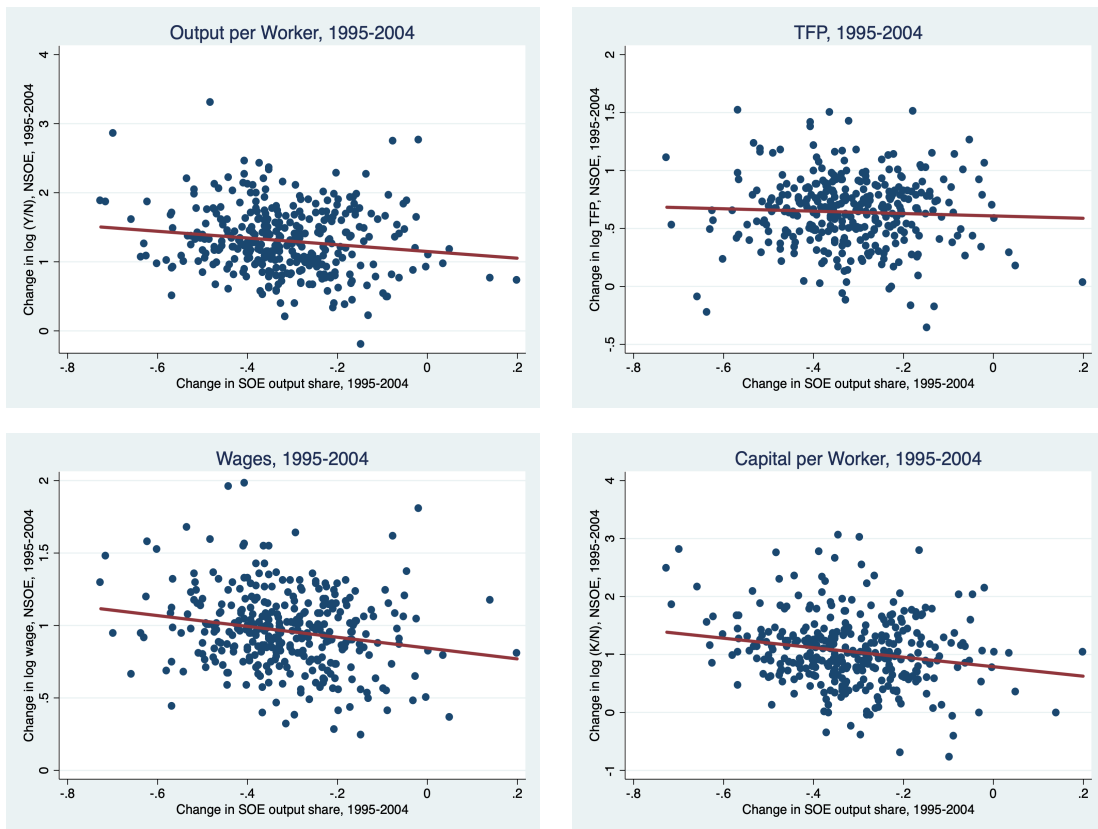 Output per Worker, 1995-2004
Change in log (Y/N), NSOE, 1995-2004
4
3
2
1
0
-.8 -.6 -.4 -.2 0 .2
Change in SOE output share, 1995-2004
TFP, 1995-2004
Change in log TFP, NSOE, 1995-2004
2
1.5
1
.5
0
-.5
-.8 -.6 -.4 -.2 0 .2
Change in SOE output share, 1995-2004
Wages, 1995-2004
Change in log wage, NSOE, 1995-2004
2
1.5
1
.5
0
-.8 -.6 -.4 -.2 0 .2
Change in SOE output share, 1995-2004
Capital per Worker, 1995-2004
Change in log (K/N), NSOE, 1995-2004
4
3
2
1
0
-1
-.8 -.6 -.4 -.2 0 .2
Change in SOE output share, 1995-2004